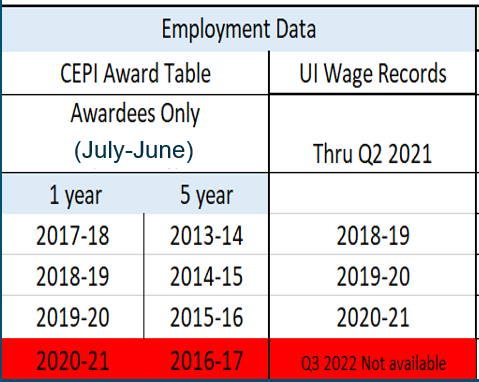 Employment Data
CEPI Award Table UI Wage Records
Awardees Only
(July-June)
Thru Q2 2021
1 year 5 year
2017-18 2013-14 2018-19
2018-19 2014-15 2019-20
2019-20 2015-16 2020-21
2020-21 2016-17 Q3 2022 Not available